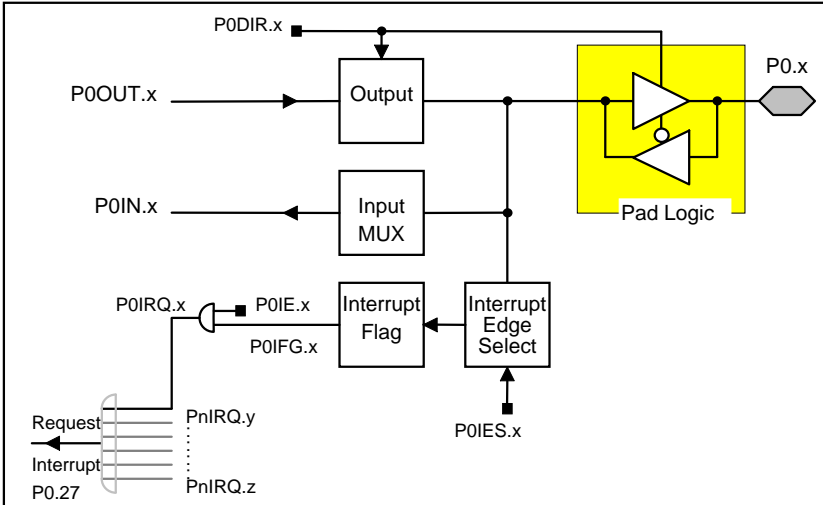 P0DIR.x
P0.x
P0OUT.x
Output
P0IN.x
Input
MUX
Pad Logic
P0IRQ.x
P0IE.x
P0IFG.x
Interrupt
Flag
Interrupt
Edge
Select
P0IES.x
Request
Interrupt
P0.27
PnIRQ.y
PnIRQ.z